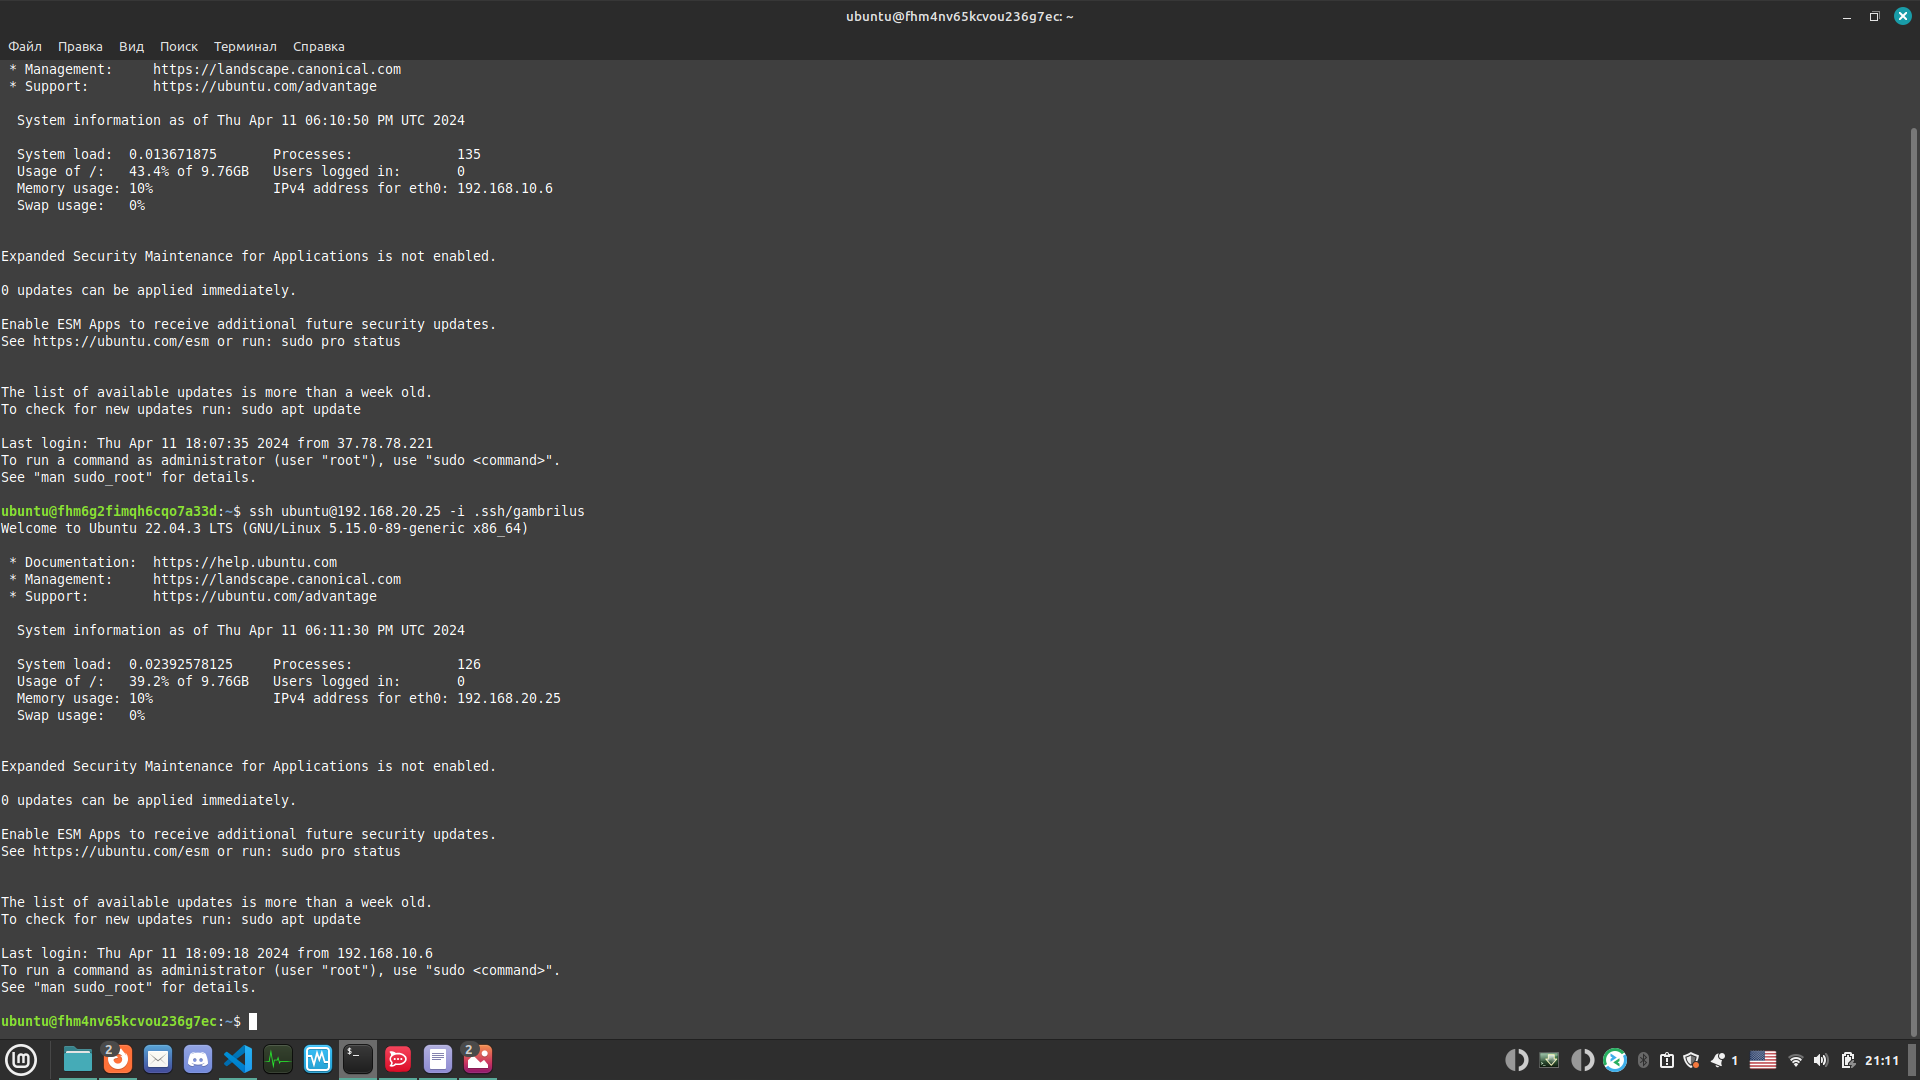 ubuntu@fhm4nv65kcvou236g7ec: ~
Файл Правка Вид Поиск Терминал Справка
 * Management:     https://landscape.canonical.com
 * Support:        https://ubuntu.com/advantage
  System information as of Thu Apr 11 06:10:50 PM UTC 2024
  System load:  0.013671875       Processes:             135
  Usage of /:   43.4% of 9.76GB   Users logged in:       0
  Memory usage: 10%               IPv4 address for eth0: 192.168.10.6
  Swap usage:   0%
Expanded Security Maintenance for Applications is not enabled.
0 updates can be applied immediately.
Enable ESM Apps to receive additional future security updates.
See https://ubuntu.com/esm or run: sudo pro status
The list of available updates is more than a week old.
To check for new updates run: sudo apt update
Last login: Thu Apr 11 18:07:35 2024 from 37.78.78.221
To run a command as administrator (user "root"), use "sudo <command>".
See "man sudo_root" for details.
ubuntu@fhm6g2fimqh6cqo7a33d:~$ ssh ubuntu@192.168.20.25 -i .ssh/gambrilus
Welcome to Ubuntu 22.04.3 LTS (GNU/Linux 5.15.0-89-generic x86_64)
 * Documentation:  https://help.ubuntu.com
 * Management:     https://landscape.canonical.com
 * Support:        https://ubuntu.com/advantage
  System information as of Thu Apr 11 06:11:30 PM UTC 2024
  System load:  0.02392578125     Processes:             126
  Usage of /:   39.2% of 9.76GB   Users logged in:       0
  Memory usage: 10%               IPv4 address for eth0: 192.168.20.25
  Swap usage:   0%
Expanded Security Maintenance for Applications is not enabled.
0 updates can be applied immediately.
Enable ESM Apps to receive additional future security updates.
See https://ubuntu.com/esm or run: sudo pro status
The list of available updates is more than a week old.
To check for new updates run: sudo apt update
Last login: Thu Apr 11 18:09:18 2024 from 192.168.10.6
To run a command as administrator (user "root"), use "sudo <command>".
See "man sudo_root" for details.
ubuntu@fhm4nv65kcvou236g7ec:~$
2 2 1 21:11